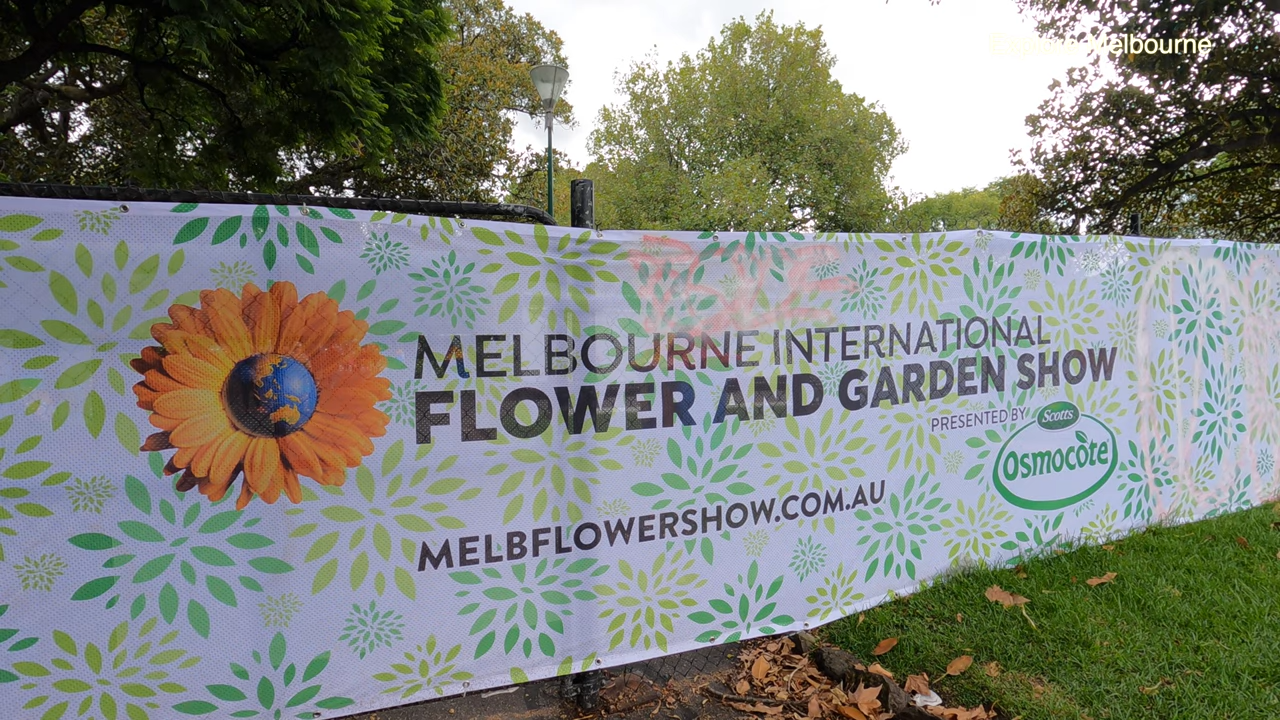 Melbourne
MELBOURNE INTERNATIONAL
FLOWER AND GARDEN SHOW
PRESENTED BY
Scotts
Osmocote
MELBFLOWERSHOW.COM.AU